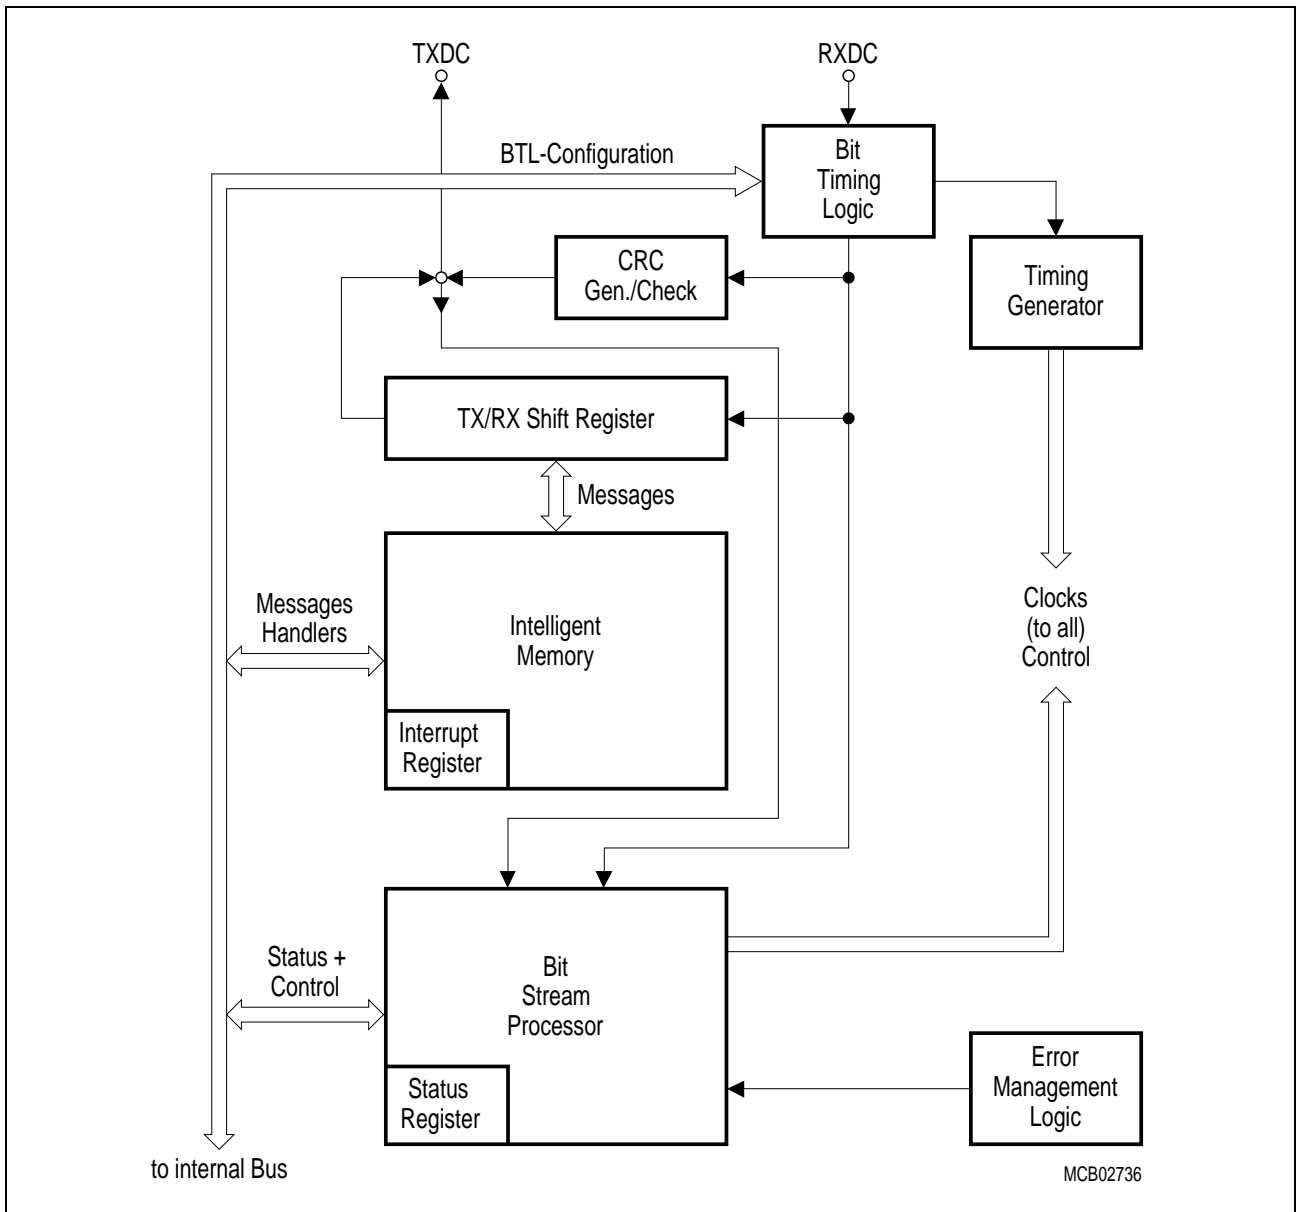 TXDC
RXDC
BTL-Configuration
Bit
Timing
Logic
CRC
Gen./Check
Timing
Generator
TX/RX Shift Register
Messages
Messages
Handlers
Intelligent
Memory
Clocks
(to all)
Control
Interrupt
Register
Status +
Control
Bit
Stream
Processor
Error
Management
Logic
Status
Register
to internal Bus
MCB02736